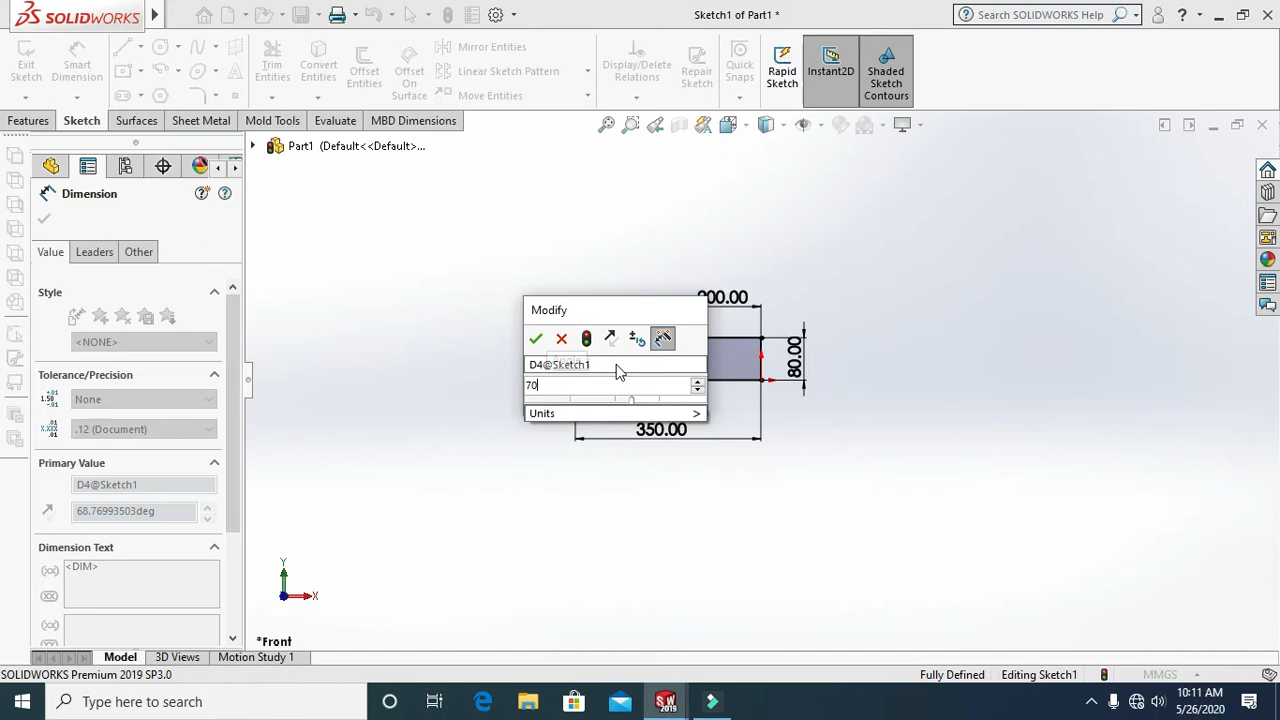 SOLIDWORKS
Sketch1 of Part1 *
Search SOLIDWORKS Help
Exit Sketch
Smart Dimension
Trim Entities
Convert Entities
Offset Entities
Offset On Surface
Mirror Entities
Linear Sketch Pattern
Move Entities
Display/Delete Relations
Repair Sketch
Quick Snaps
Rapid Sketch
Instant2D
Shaded Sketch Contours
Features
Sketch
Surfaces
Sheet Metal
Mold Tools
Evaluate
MBD Dimensions
Part1 (Default<<Default>...
Dimension
Value
Leaders
Other
Style
<NONE>
Tolerance/Precision
None
.12 (Document)
Primary Value
D4@Sketch1
68.76993503deg
Dimension Text
<DIM>
Modify
D4@Sketch1
70
Units
>
00.00
80.00
350.00
Y
X
*Front
Model
3D Views
Motion Study 1
SOLIDWORKS Premium 2019 SP3.0
Fully Defined
Editing Sketch1
MMGS
Type here to search
10:11 AM
5/26/2020